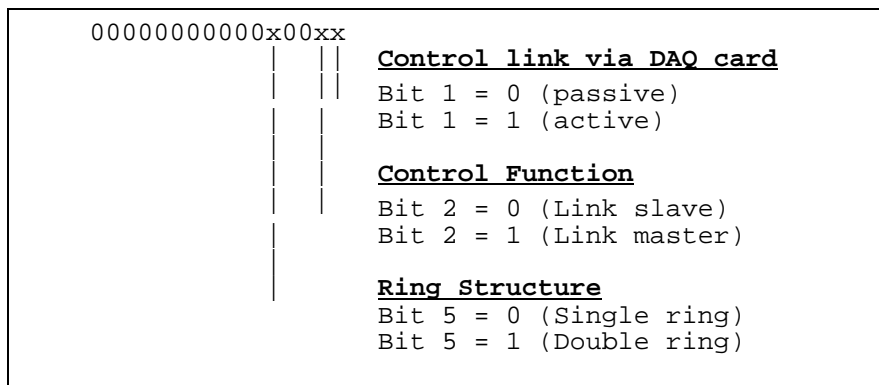 00000000000x00xx
Control link via DAQ card
Bit 1 = 0 (passive)
Bit 1 = 1 (active)
Control Function
Bit 2 = 0 (Link slave)
Bit 2 = 1 (Link master)
Ring Structure
Bit 5 = 0 (Single ring)
Bit 5 = 1 (Double ring)